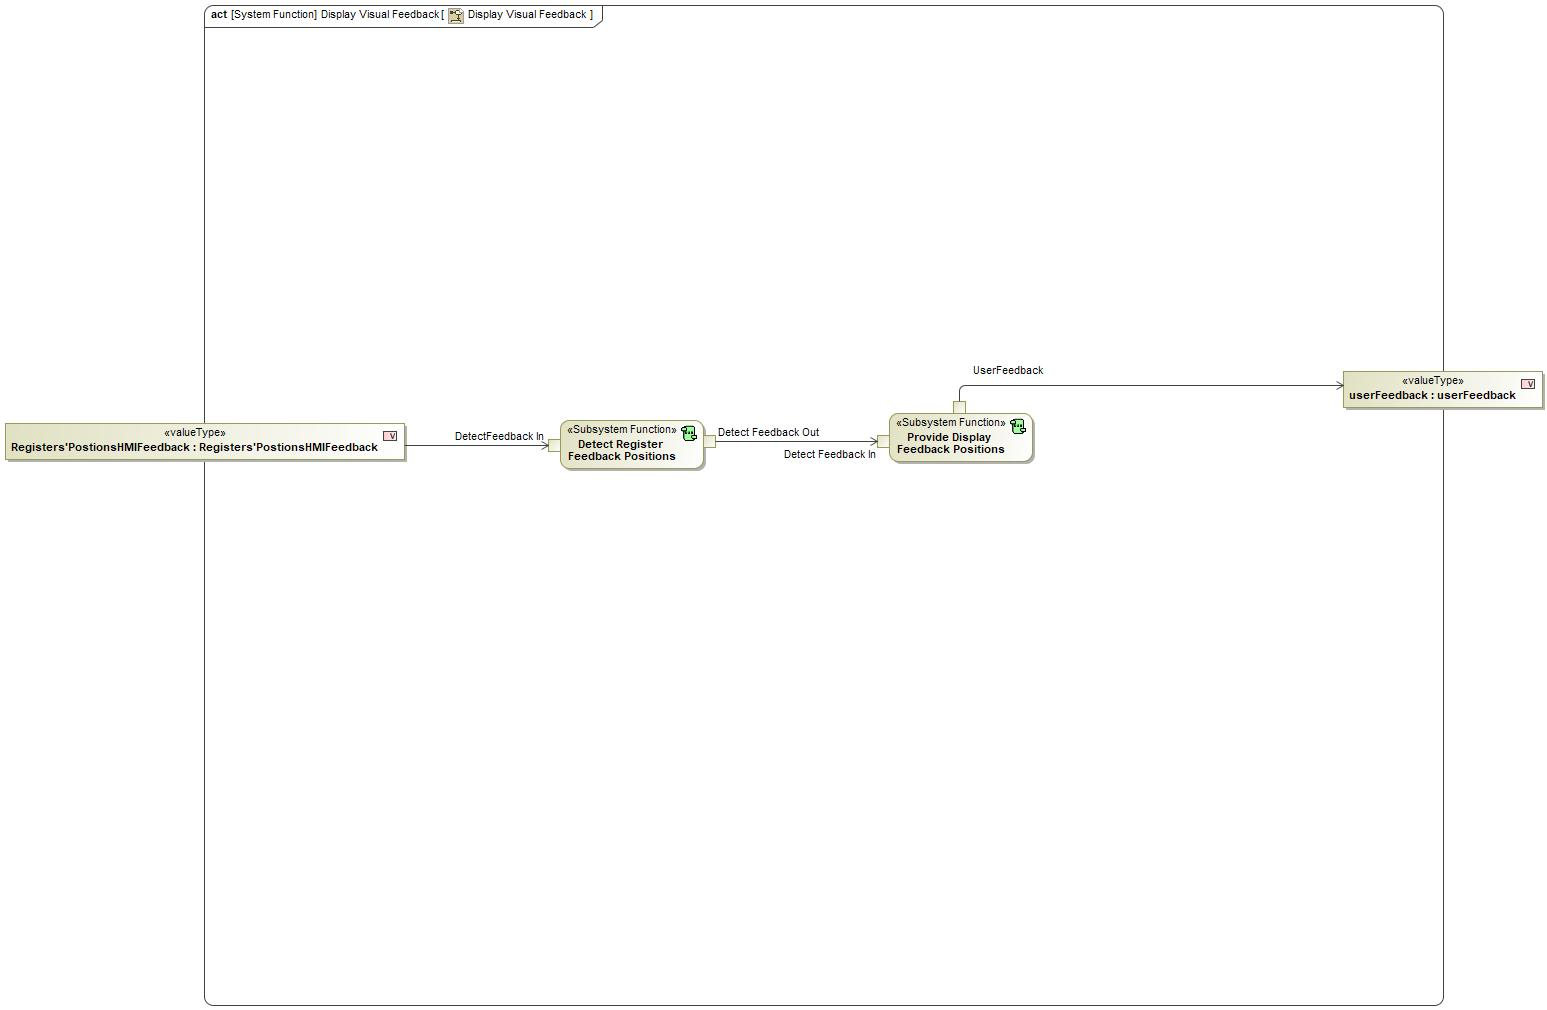 act [System Function] Display Visual Feedback[ Display Visual Feedback ]
UserFeedback
«valueType»
userFeedback : userFeedback
V
«valueType»
Registers'PostionsHMIFeedback : Registers'PostionsHMIFeedback
V
DetectFeedback In
«Subsystem Function»
Detect Register
Feedback Positions
Detect Feedback Out
Detect Feedback In
«Subsystem Function»
Provide Display
Feedback Positions